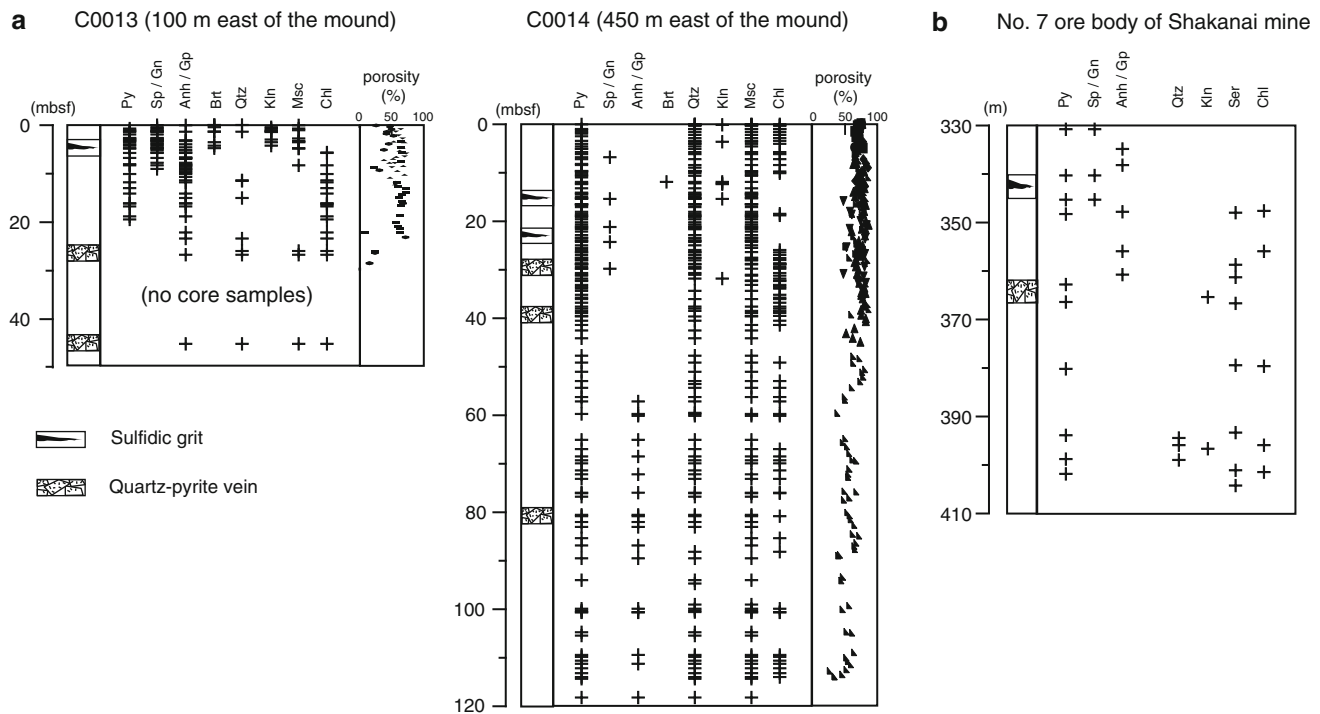 a
C0013 (100 m east of the mound)
(mbsf)
Py
Sp / Gn
Anh / Gp
Brt
Qtz
Kln
Msc
Chl
porosity
(%)
0 50 100
0
20
40
(no core samples)
Sulfidic grit
Quartz-pyrite vein
C0014 (450 m east of the mound)
(mbsf)
Py
Sp / Gn
Anh / Gp
Brt
Qtz
Kln
Msc
Chl
porosity
(%)
0 50 100
0
20
40
60
80
100
120
b
No. 7 ore body of Shakanai mine
(m)
Py
Sp / Gn
Anh / Gp
Qtz
Kln
Ser
Chl
330
350
370
390
410